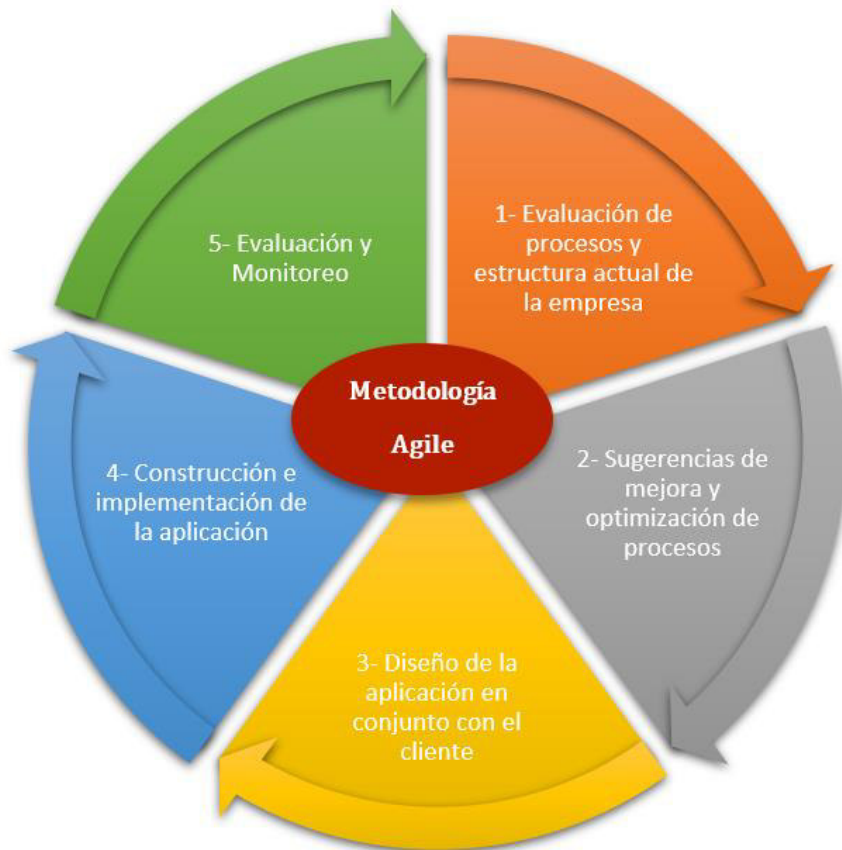 1- Evaluación de
procesos y
estructura actual de
la empresa
2- Sugerencias de
mejora y
optimización de
procesos
3- Diseño de la
aplicación en
conjunto con el
cliente
4- Construcción e
implementación de
la aplicación
5- Evaluación y
Monitoreo
Metodología
Agile